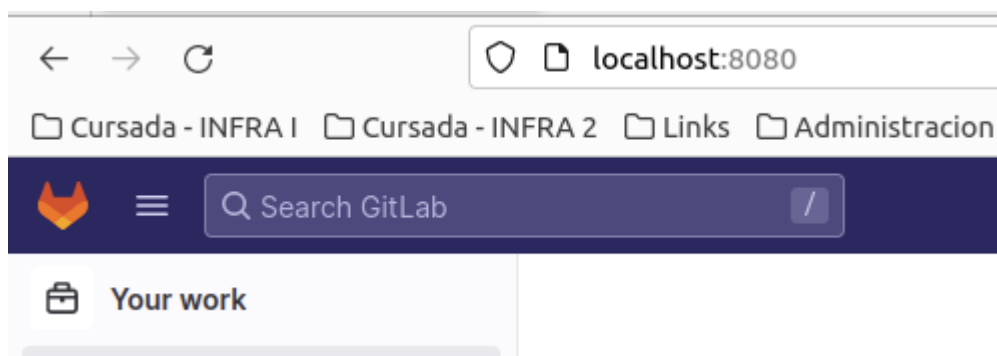 localhost:8080
Cursada - INFRA I Cursada - INFRA 2 Links Administracion
Search GitLab /
Your work